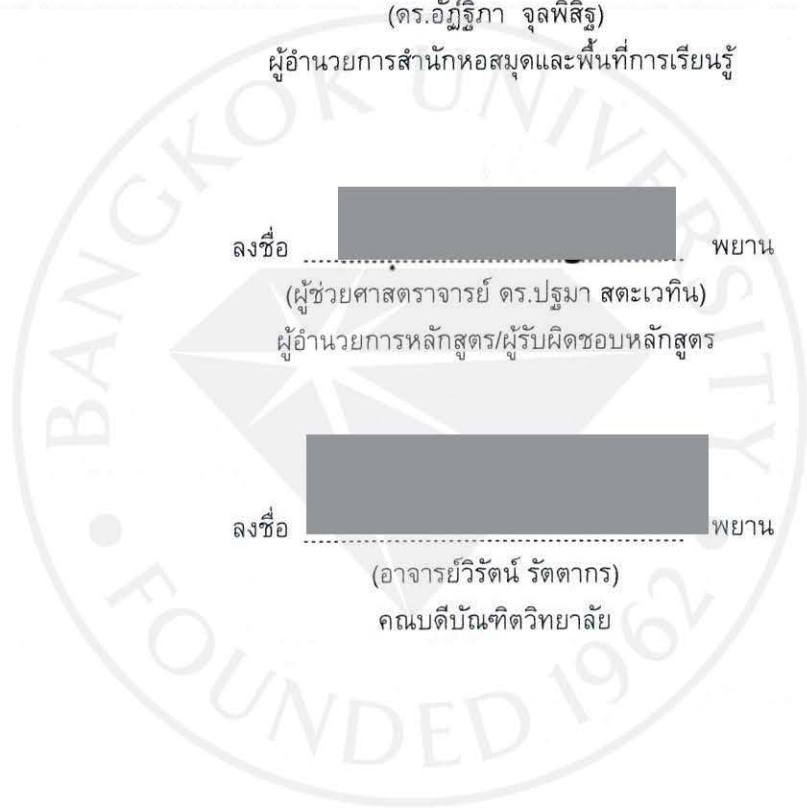 (ดร.อัฏฐิภา จุลพิสิฐ)
ผู้อำนวยการสำนักหอสมุดและพื้นที่การเรียนรู้
ลงชื่อ ................................................ พยาน
(ผู้ช่วยศาสตราจารย์ ดร.ปฐมา สตะเวทิน)
ผู้อำนวยการหลักสูตร/ผู้รับผิดชอบหลักสูตร
ลงชื่อ ................................................ พยาน
(อาจารย์วิรัตน์ รัตตากร)
คณบดีบัณฑิตวิทยาลัย
BANGKOK UNIVERSITY
FOUNDED 1962